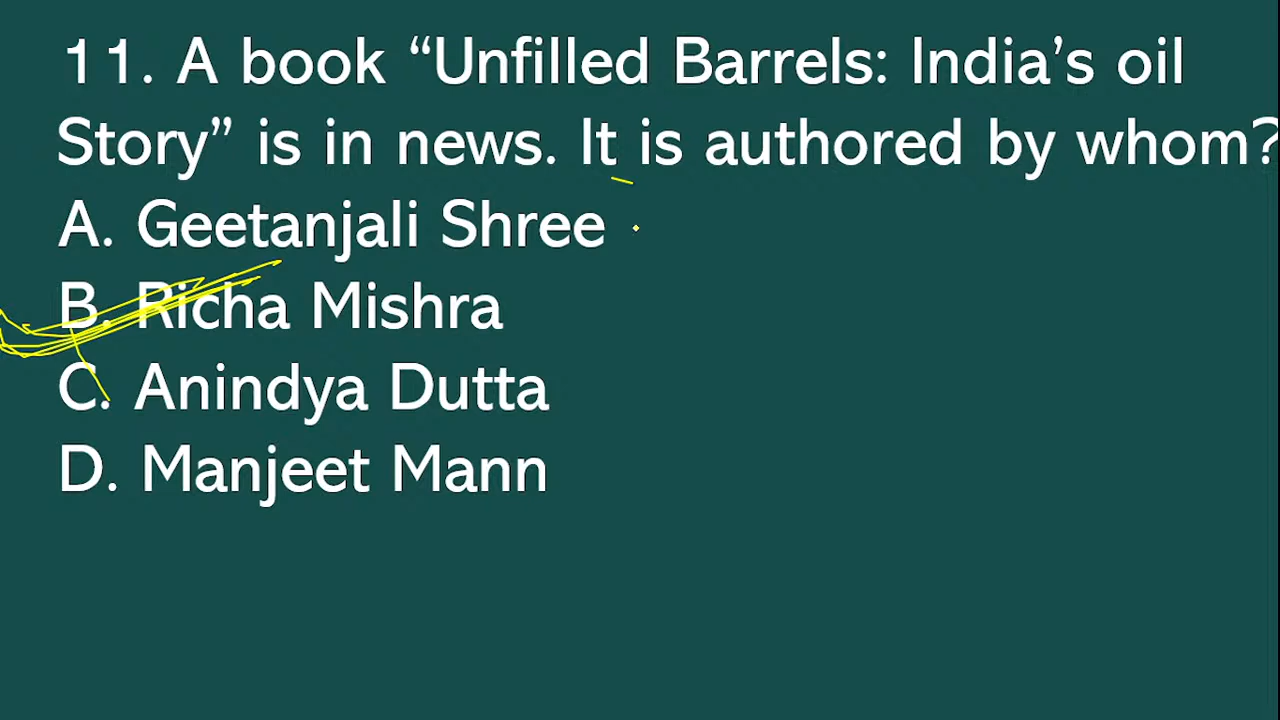 11. A book “Unfilled Barrels: India’s oil
Story” is in news. It is authored by whom?
A. Geetanjali Shree
B. Richa Mishra
C. Anindya Dutta
D. Manjeet Mann